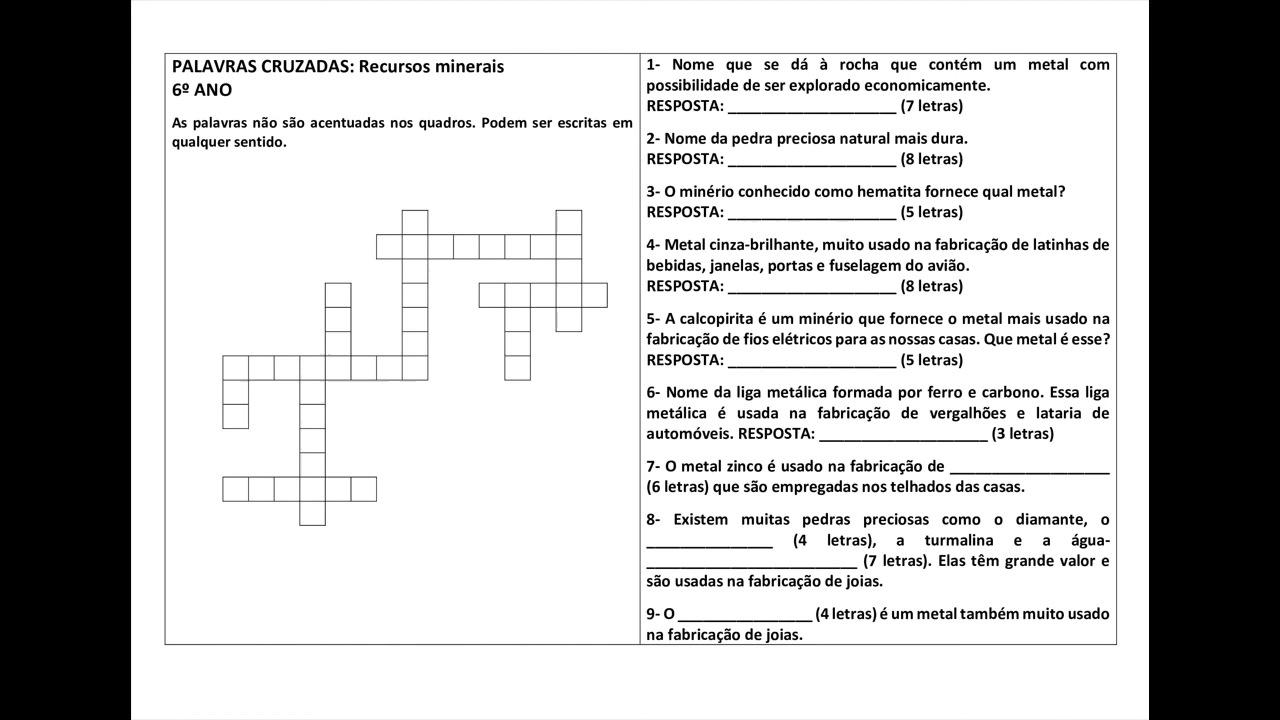 PALAVRAS CRUZADAS: Recursos minerais
6º ANO
As palavras não são acentuadas nos quadros. Podem ser escritas em
qualquer sentido.
1- Nome que se dá à rocha que contém um metal com
possibilidade de ser explorado economicamente.
RESPOSTA: ____________________ (7 letras)
2- Nome da pedra preciosa natural mais dura.
RESPOSTA: ____________________ (8 letras)
3- O minério conhecido como hematita fornece qual metal?
RESPOSTA: ____________________ (5 letras)
4- Metal cinza-brilhante, muito usado na fabricação de latinhas de
bebidas, janelas, portas e fuselagem do avião.
RESPOSTA: ____________________ (8 letras)
5- A calcopirita é um minério que fornece o metal mais usado na
fabricação de fios elétricos para as nossas casas. Que metal é esse?
RESPOSTA: ____________________ (5 letras)
6- Nome da liga metálica formada por ferro e carbono. Essa liga
metálica é usada na fabricação de vergalhões e lataria de
automóveis. RESPOSTA: ____________________ (3 letras)
7- O metal zinco é usado na fabricação de ___________________
(6 letras) que são empregadas nos telhados das casas.
8- Existem muitas pedras preciosas como o diamante, o
_______________ (4 letras), a turmalina e a água-
_________________________ (7 letras). Elas têm grande valor e
são usadas na fabricação de joias.
9- O ________________ (4 letras) é um metal também muito usado
na fabricação de joias.